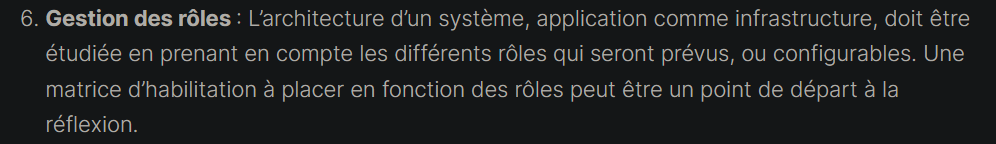 6. Gestion des rôles : L’architecture d’un système, application comme infrastructure, doit être
étudiée en prenant en compte les différents rôles qui seront prévus, ou configurables. Une
matrice d’habilitation à placer en fonction des rôles peut être un point de départ à la
réflexion.